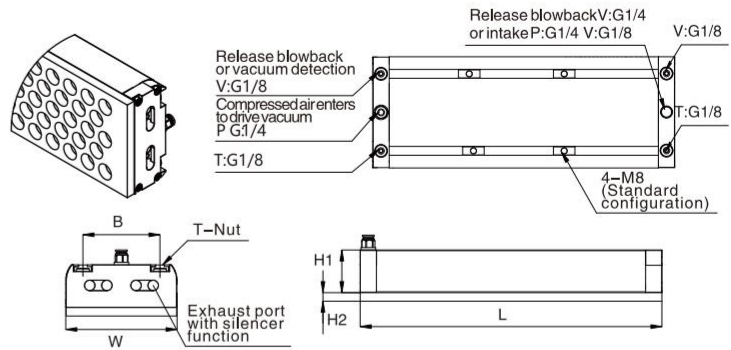 Release blowback
or vacuum detection
V:G1/8
Compressed air enters
to drive vacuum
P G1/4
T:G1/8
Release blowback V:G1/4
or intake P:G1/4 V:G1/8
V:G1/8
T:G1/8
4-M8
(Standard
configuration)
B
T-Nut
Exhaust port
with silencer
function
W
H1
H2
L